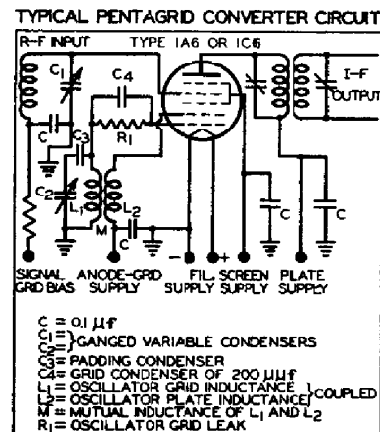 TYPICAL PENTAGRID CONVERTER CIRCUIT
R-F INPUT TYPE 1A6 OR 1C6
C1
C4
I-F
OUTPUT
C
R1
C3
C2
L1
L2
C
C
M
C
- +
SIGNAL ANODE-GRD FIL. SCREEN PLATE
GRD BIAS SUPPLY SUPPLY SUPPLY SUPPLY
C = 0.1 μf
C1 =
C2 = } GANGED VARIABLE CONDENSERS
C3 = PADDING CONDENSER
C4 = GRID CONDENSER OF 200 μμf
L1 = OSCILLATOR GRID INDUCTANCE
L2 = OSCILLATOR PLATE INDUCTANCE } COUPLED
M = MUTUAL INDUCTANCE OF L1 AND L2
R1 = OSCILLATOR GRID LEAK